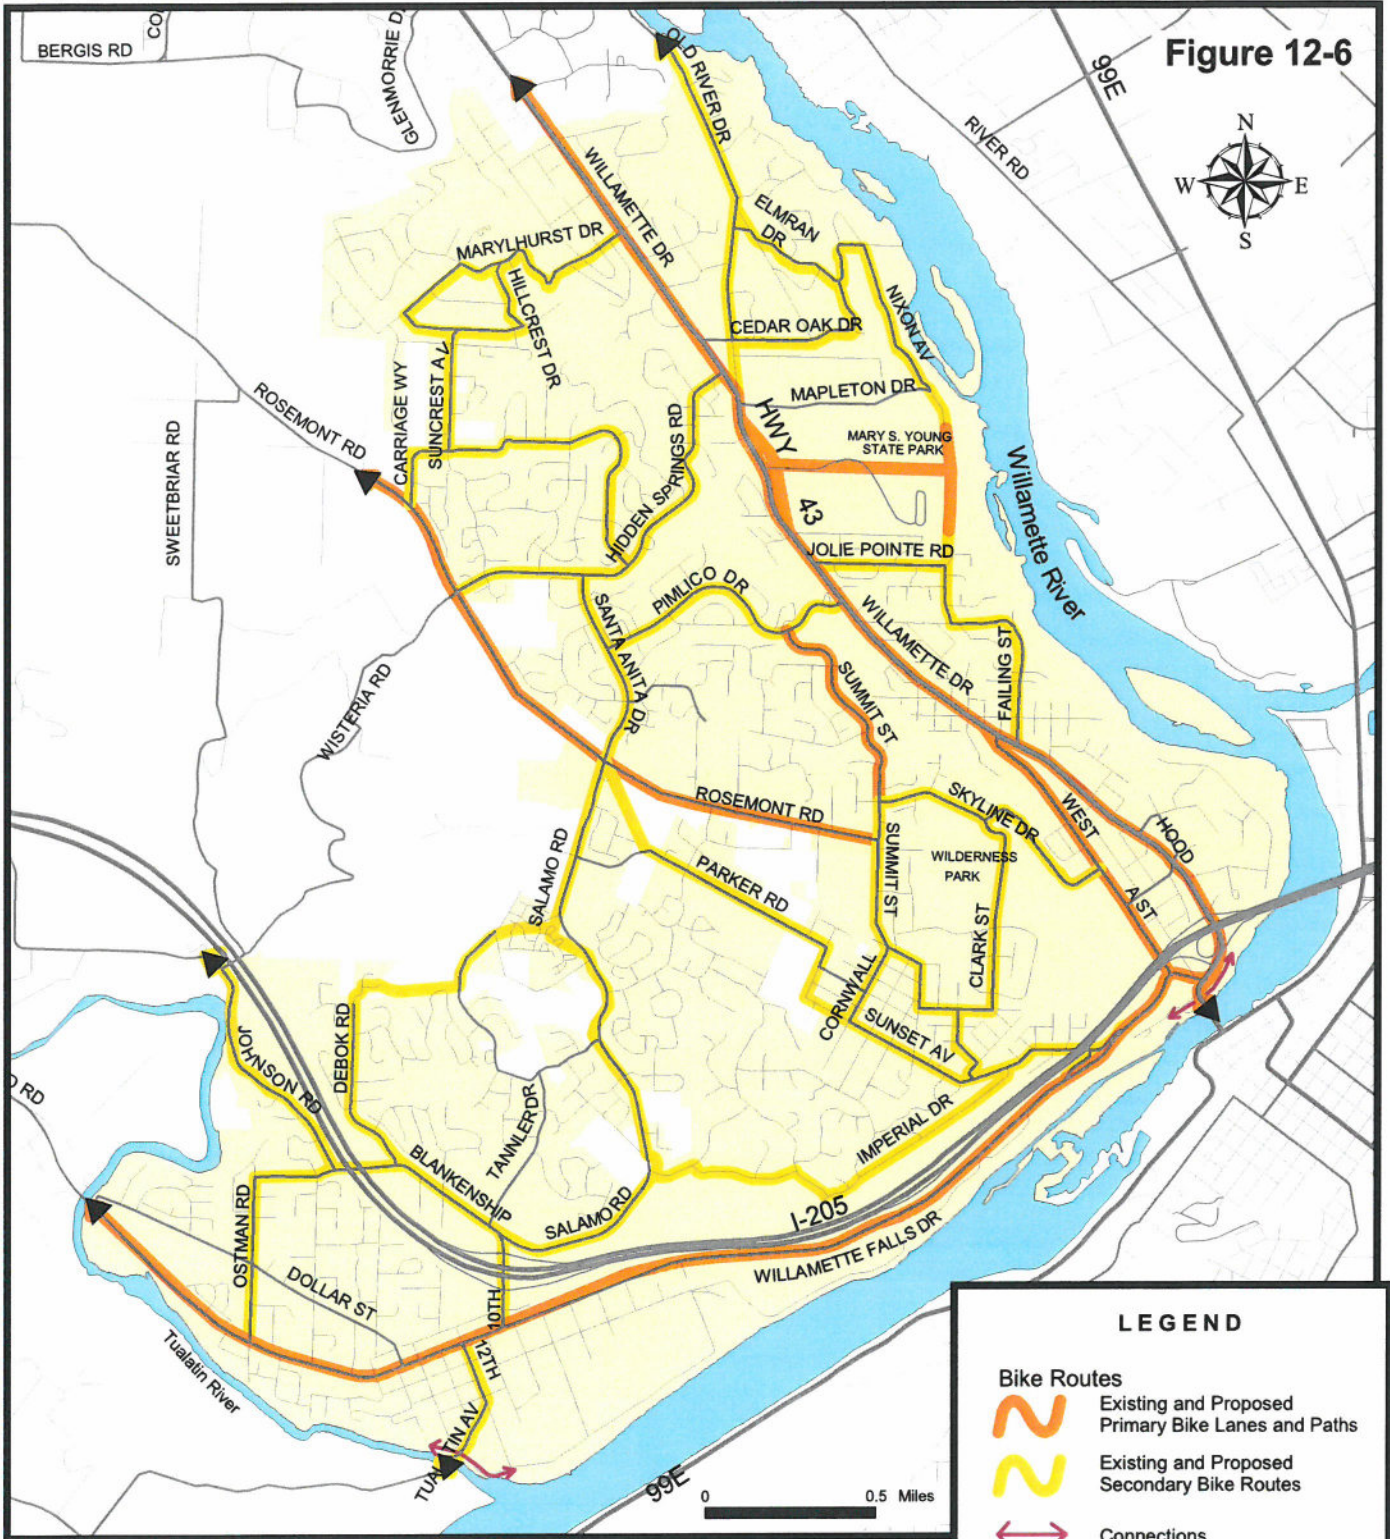 Figure 12-6
BERGIS RD
CO
GLENMORRIE D
OLD RIVER DR
99E
RIVER RD
N
W E
S
WILLAMETTE DR
ELMRAN
DR
MARYLHURST DR
HILLCREST DR
NIXON AV
CEDAR OAK DR
CARRIAGE WY
SUNCREST AV
MAPLETON DR
ROSEMONT RD
HWY
43
MARY S. YOUNG
STATE PARK
SWEETBRIAR RD
HIDDEN SPRINGS RD
Willamette River
JOLIE POINTE RD
PIMLICO DR
SANTA ANITA DR
WILLAMETTE DR
FAILING ST
SUMMIT ST
WISTERIA RD
ROSEMONT RD
SKYLINE DR
WEST
A ST
HOOD
SALAMO RD
PARKER RD
SUMMIT ST
WILDERNESS
PARK
CLARK ST
CORNWALL
SUNSET AV
DEBOK RD
JOHNSON RD
D RD
TANNLER DR
IMPERIAL DR
BLANKENSHIP
SALAMO RD
I-205
OSTMAN RD
WILLAMETTE FALLS DR
DOLLAR ST
10TH
12TH
Tualatin River
TUALATIN AV
99E
0 0.5 Miles
LEGEND
Bike Routes
Existing and Proposed
Primary Bike Lanes and Paths
Existing and Proposed
Secondary Bike Routes
Connections